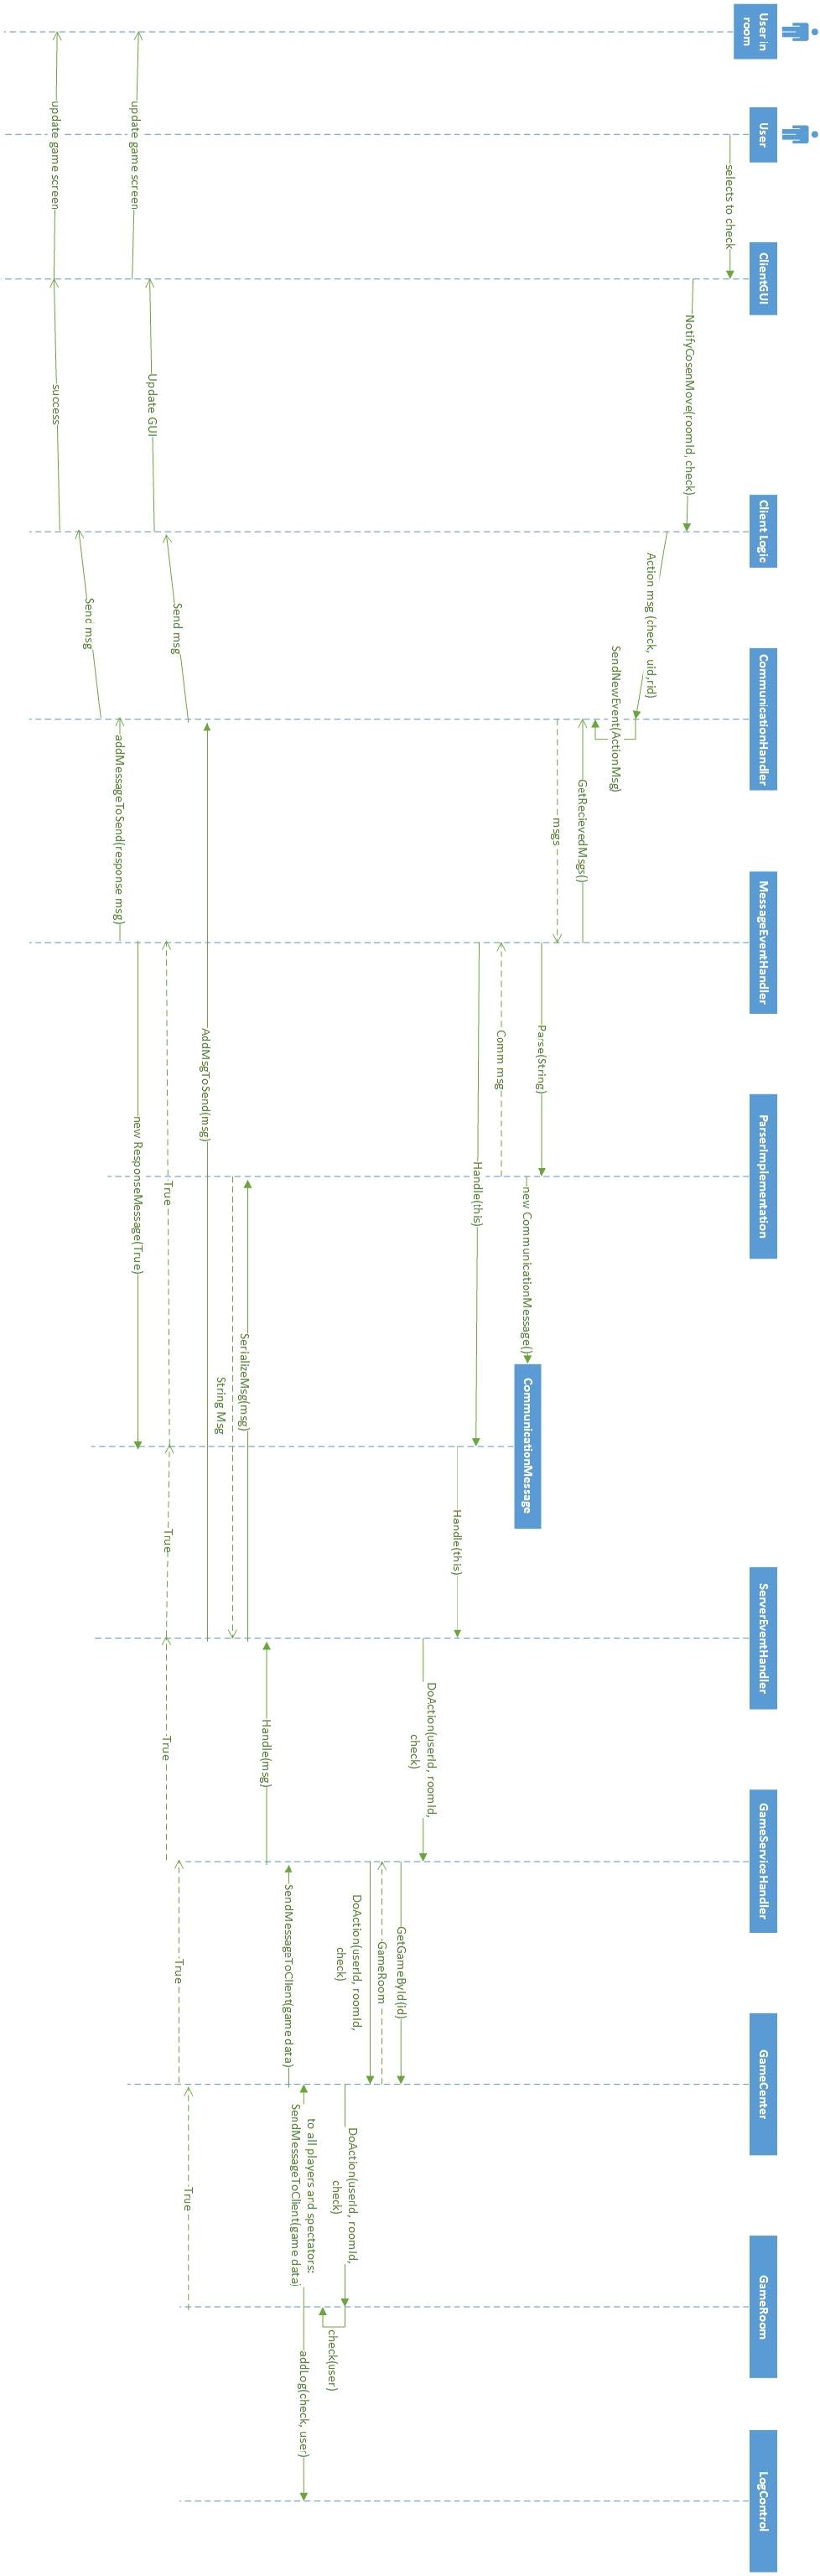 User in
room
User
ClientGUI
Client Logic
CommunicationHandler
MessageEventHandler
ParserImplementation
ServerEventHandler
GameServiceHandler
GameCenter
GameRoom
LogControl
selects to check
NotifyCosenMove(roomId, check)
Action msg (check, uid,rid)
SendNewEvent(ActionMsg)
GetRecievedMsgs()
msgs
Parse(String)
new CommunicationMessage()
CommunicationMessage
Comm msg
Handle(this)
Handle(this)
DoAction(userId, roomId,
check)
GetGameById(id)
GameRoom
DoAction(userId, roomId,
check)
DoAction(userId, roomId,
check)
check(user)
to all players and spectators:
SendMessageToClient(game data)
addLog(check, user)
SendMessageToClient(game data)
Handle(msg)
SerializeMsg(msg)
String Msg
AddMsgToSend(msg)
Send msg
Update GUI
update game screen
True
True
True
True
True
new ResponseMessage(True)
addMessageToSend(response msg)
Send msg
success
update game screen